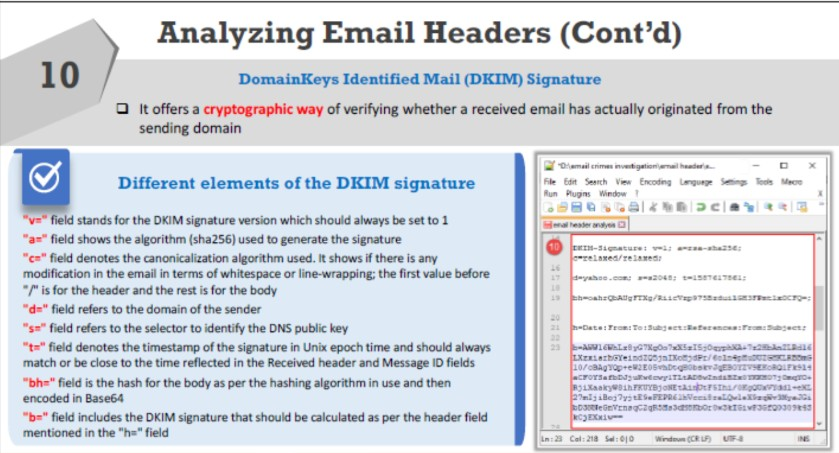 Analyzing Email Headers (Cont'd)
10
DomainKeys Identified Mail (DKIM) Signature
It offers a cryptographic way of verifying whether a received email has actually originated from the
sending domain
Different elements of the DKIM signature
"v=" field stands for the DKIM signature version which should always be set to 1
"a=" field shows the algorithm (sha256) used to generate the signature
"c=" field denotes the canonicalization algorithm used. It shows if there is any
modification in the email in terms of whitespace or line-wrapping; the first value before
"/" is for the header and the rest is for the body
"d=" field refers to the domain of the sender
"s=" field refers to the selector to identify the DNS public key
"t=" field denotes the timestamp of the signature in Unix epoch time and should always
match or be close to the time reflected in the Received header and Message ID fields
"bh=" field is the hash for the body as per the hashing algorithm in use and then
encoded in Base64
"b=" field includes the DKIM signature that should be calculated as per the header field
mentioned in the "h=" field
*D:\email crimes investigation\email header\a...
File Edit Search View Encoding Language Settings Tools Macro
Run Plugins Window ?
X
email header analysis
10
DKIM-Signature: v=1; a=rsa-sha256;
c=relaxed/relaxed;
16
17 d=yahoo.com; s=s2048; t=1587617861;
18
19
20
21 h=Date:From:To:Subject:References:From:Subject;
22
23
Ln:23 Col:218 Sel:0|0 Windows (CR LF) UTF-8 INS